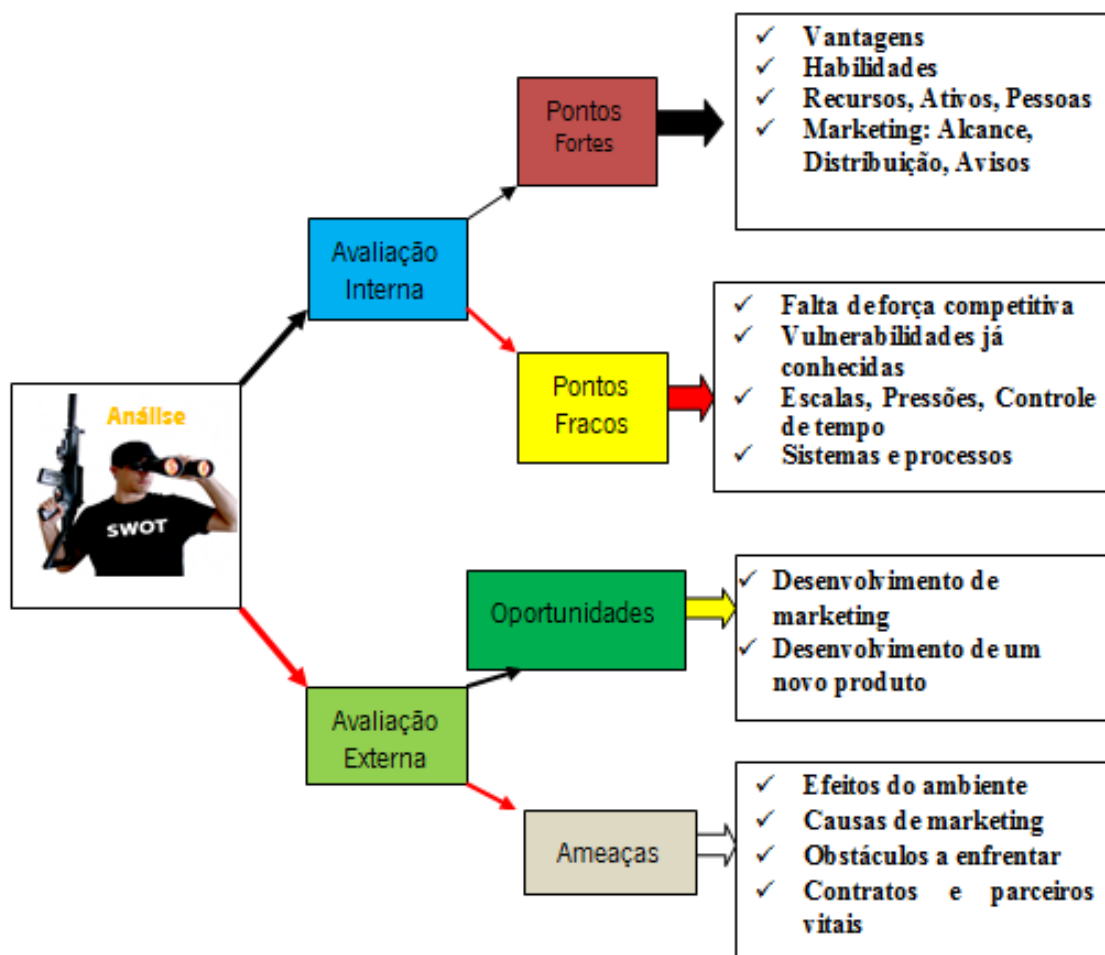 Análise
SWOT
Avaliação
Interna
Pontos
Fortes
✓ Vantagens
✓ Habilidades
✓ Recursos, Ativos, Pessoas
✓ Marketing: Alcance,
Distribuição, Avisos
Pontos
Fracos
✓ Falta de força competitiva
✓ Vulnerabilidades já
conhecidas
✓ Escalas, Pressões, Controle
de tempo
✓ Sistemas e processos
Avaliação
Externa
Oportunidades
✓ Desenvolvimento de
marketing
✓ Desenvolvimento de um
novo produto
Ameaças
✓ Efeitos do ambiente
✓ Causas de marketing
✓ Obstáculos a enfrentar
✓ Contratos e parceiros
vitais